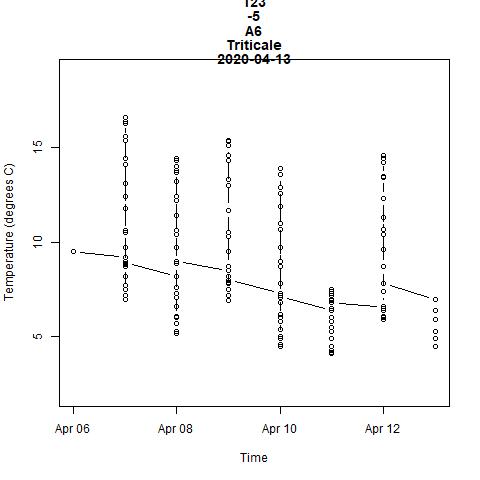 123
-5
A6
Triticale
2020-04-13
15
10
5
Temperature (degrees C)
Apr 06
Apr 08
Apr 10
Apr 12
Time